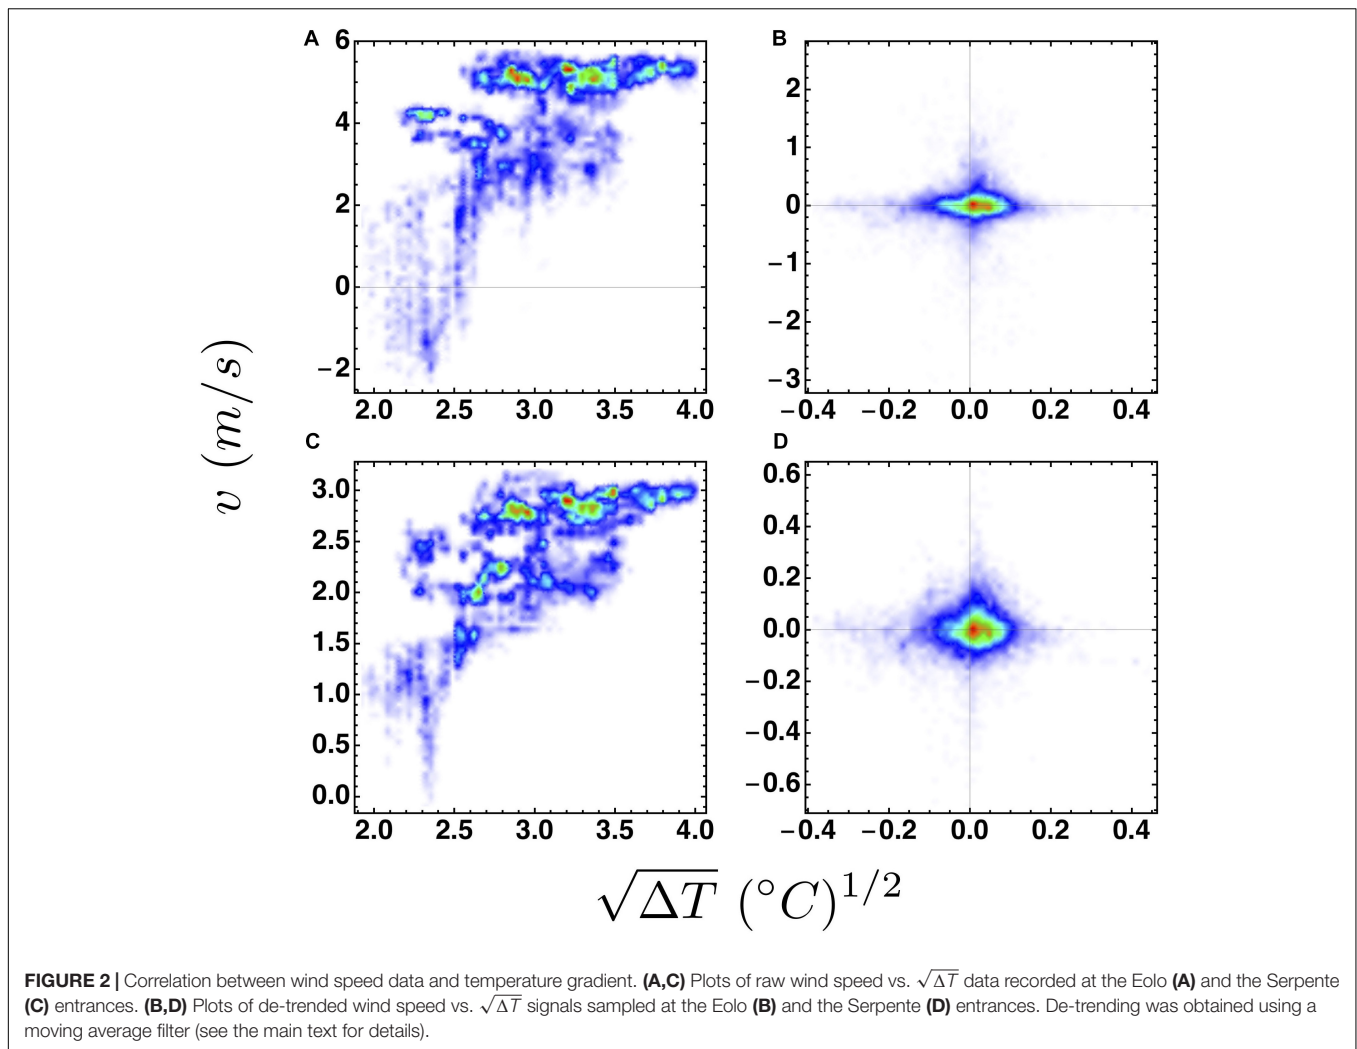 A
6
4
2
0
−2
2.0 2.5 3.0 3.5 4.0
B
2
1
0
−1
−2
−3
−0.4 −0.2 0.0 0.2 0.4
v (m/s)
C
3.0
2.5
2.0
1.5
1.0
0.5
0.0
2.0 2.5 3.0 3.5 4.0
D
0.6
0.4
0.2
0.0
−0.2
−0.4
−0.6
−0.4 −0.2 0.0 0.2 0.4
√ΔT (°C)^1/2
FIGURE 2 | Correlation between wind speed data and temperature gradient. (A,C) Plots of raw wind speed vs. √ΔT data recorded at the Eolo (A) and the Serpente
(C) entrances. (B,D) Plots of de-trended wind speed vs. √ΔT signals sampled at the Eolo (B) and the Serpente (D) entrances. De-trending was obtained using a
moving average filter (see the main text for details).